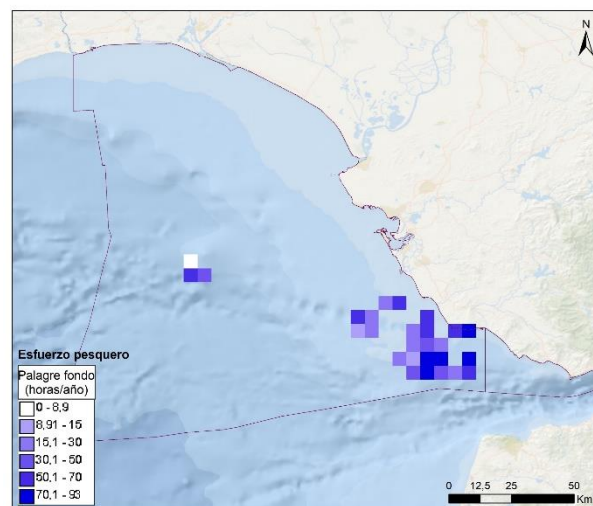 N
Esfuerzo pesquero
Palagre fondo
(horas/año)
0 - 8,9
8,91 - 15
15,1 - 30
30,1 - 50
50,1 - 70
70,1 - 93
0 12,5 25 50
Km